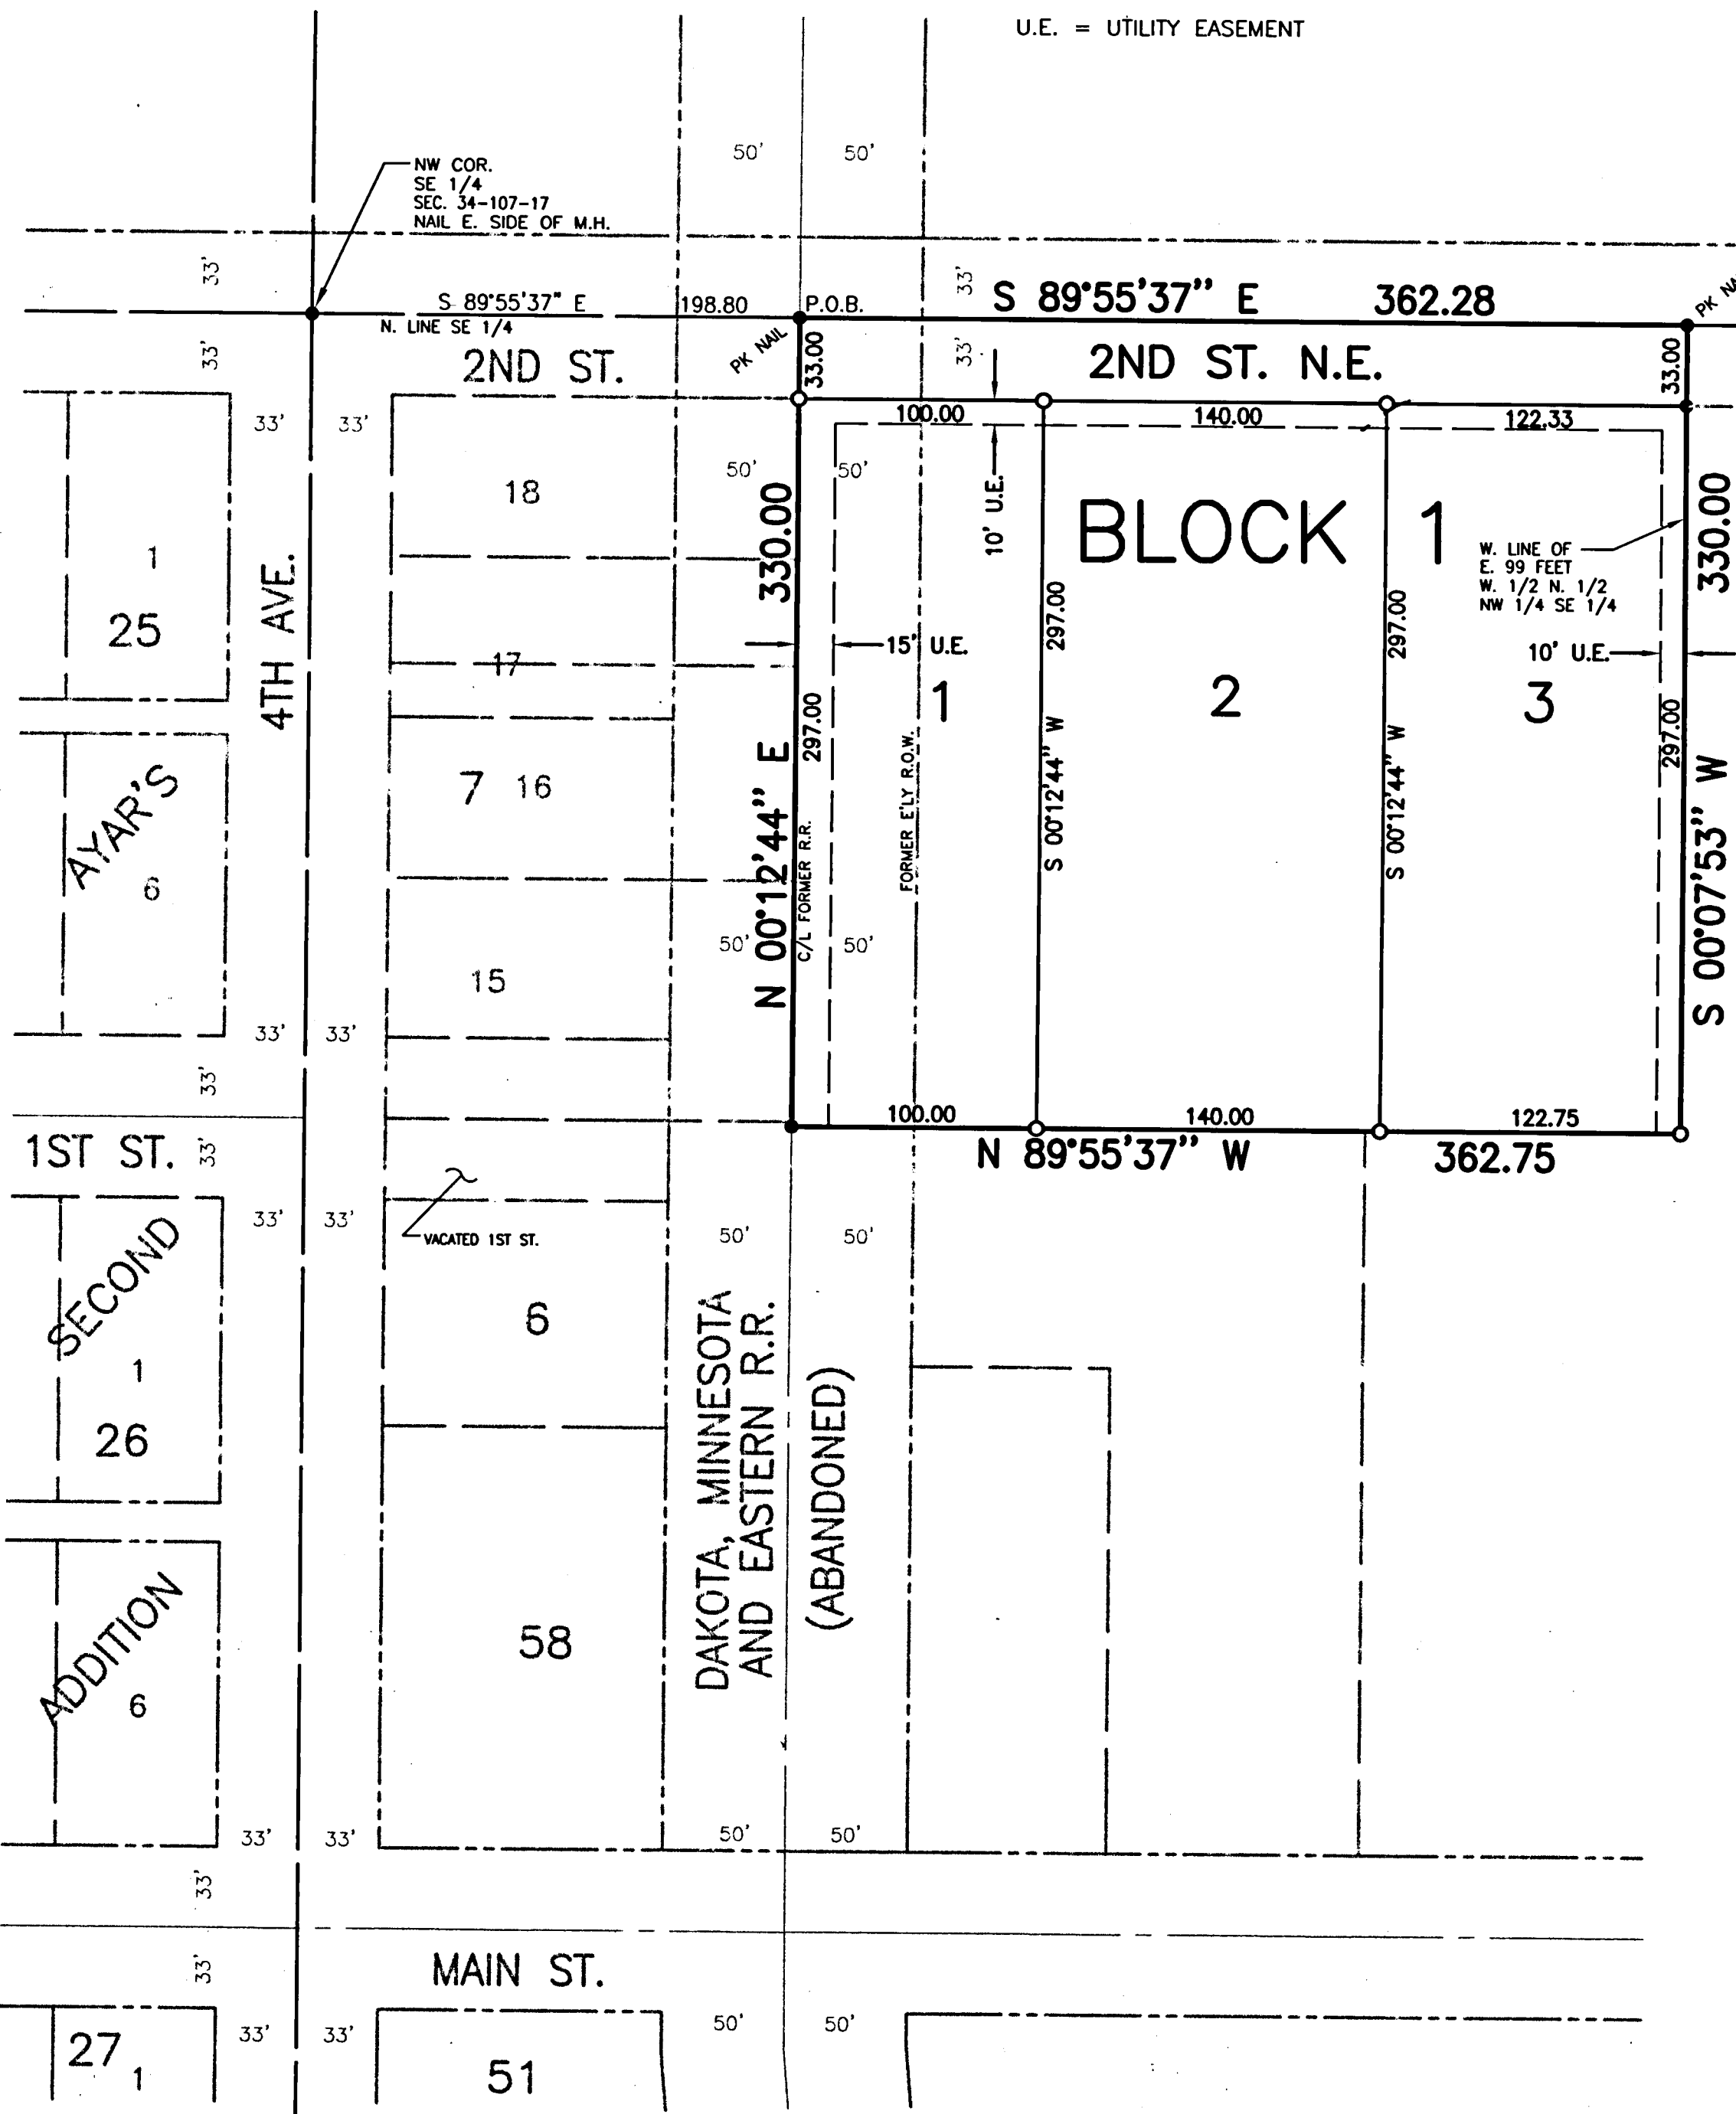 U.E. = UTILITY EASEMENT
50'
50'
NW COR.
SE 1/4
SEC. 34-107-17
NAIL E. SIDE OF M.H.
33'
33'
S 89°55'37" E
198.80
P.O.B.
S 89°55'37" E
362.28
N. LINE SE 1/4
33'
33'
2ND ST.
PK NAIL
33.00
2ND ST. N.E.
33.00
100.00
140.00
122.33
33'
33'
18
50'
50'
10' U.E.
BLOCK 1
330.00
330.00
W. LINE OF
E. 99 FEET
W. 1/2 N. 1/2
NW 1/4 SE 1/4
1
25
4TH AVE.
17
15' U.E.
297.00
297.00
10' U.E.
1
2
3
297.00
297.00
7
16
AYAR'S
6
N 00°12'44" E
C/L FORMER R.R.
FORMER E'LY R.O.W.
S 00°12'44" W
S 00°12'44" W
S 00°07'53" W
50'
50'
15
33'
33'
33'
100.00
140.00
122.75
1ST ST.
33'
N 89°55'37" W
362.75
33'
33'
VACATED 1ST ST.
50'
50'
SECOND
1
26
6
DAKOTA, MINNESOTA
AND EASTERN R.R.
(ABANDONED)
ADDITION
6
58
33'
33'
50'
50'
33'
33'
MAIN ST.
33'
33'
50'
50'
27
1
51